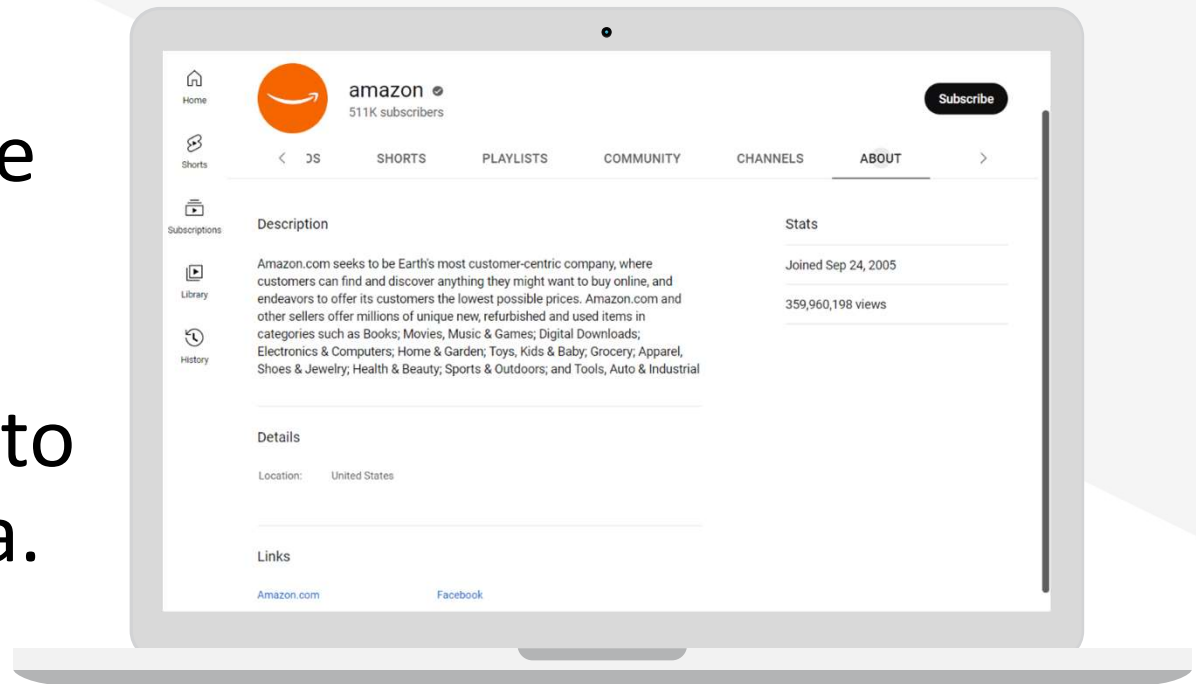 e
to
a.
Home
Shorts
Subscriptions
Library
History
amazon
511K subscribers
Subscribe
OS SHORTS PLAYLISTS COMMUNITY CHANNELS ABOUT
Description
Amazon.com seeks to be Earth's most customer-centric company, where
customers can find and discover anything they might want to buy online, and
endeavors to offer its customers the lowest possible prices. Amazon.com and
other sellers offer millions of unique new, refurbished and used items in
categories such as Books; Movies, Music & Games; Digital Downloads;
Electronics & Computers; Home & Garden; Toys, Kids & Baby; Grocery; Apparel,
Shoes & Jewelry; Health & Beauty; Sports & Outdoors; and Tools, Auto & Industrial
Stats
Joined Sep 24, 2005
359,960,198 views
Details
Location: United States
Links
Amazon.com Facebook